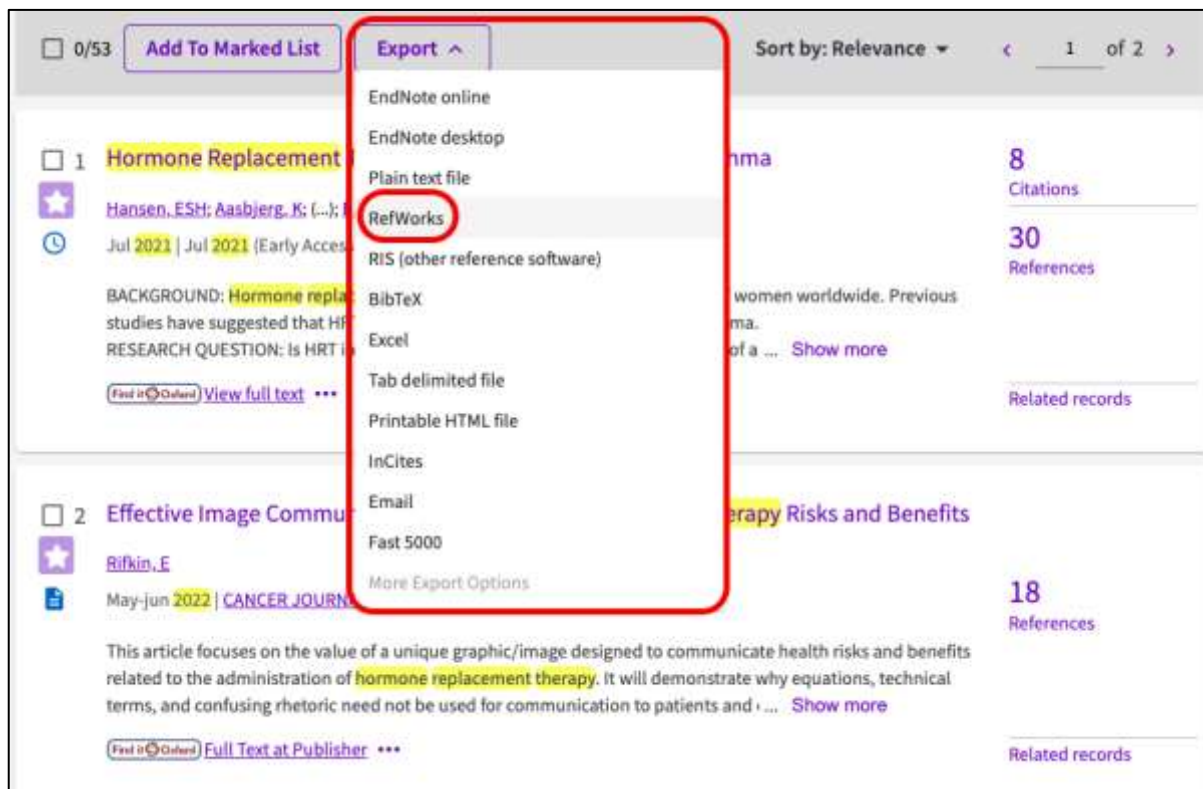 0/53 Add To Marked List Export Sort by: Relevance 1 of 2
EndNote online
EndNote desktop
Plain text file
RefWorks
RIS (other reference software)
BibTeX
Excel
Tab delimited file
Printable HTML file
InCites
Email
Fast 5000
More Export Options
1 Hormone Replacement
Hansen, ESH; Aasbjerg, K; (...);
Jul 2021 | Jul 2021 (Early Acces
BACKGROUND: Hormone repla women worldwide. Previous
studies have suggested that HR ma.
RESEARCH QUESTION: Is HRT i of a ... Show more
Find it @ Oxford View full text •••
8
Citations
30
References
Related records
2 Effective Image Commu erapy Risks and Benefits
Rifkin, E
May-jun 2022 | CANCER JOURN
This article focuses on the value of a unique graphic/image designed to communicate health risks and benefits
related to the administration of hormone replacement therapy. It will demonstrate why equations, technical
terms, and confusing rhetoric need not be used for communication to patients and ... Show more
Find it @ Oxford Full Text at Publisher •••
18
References
Related records